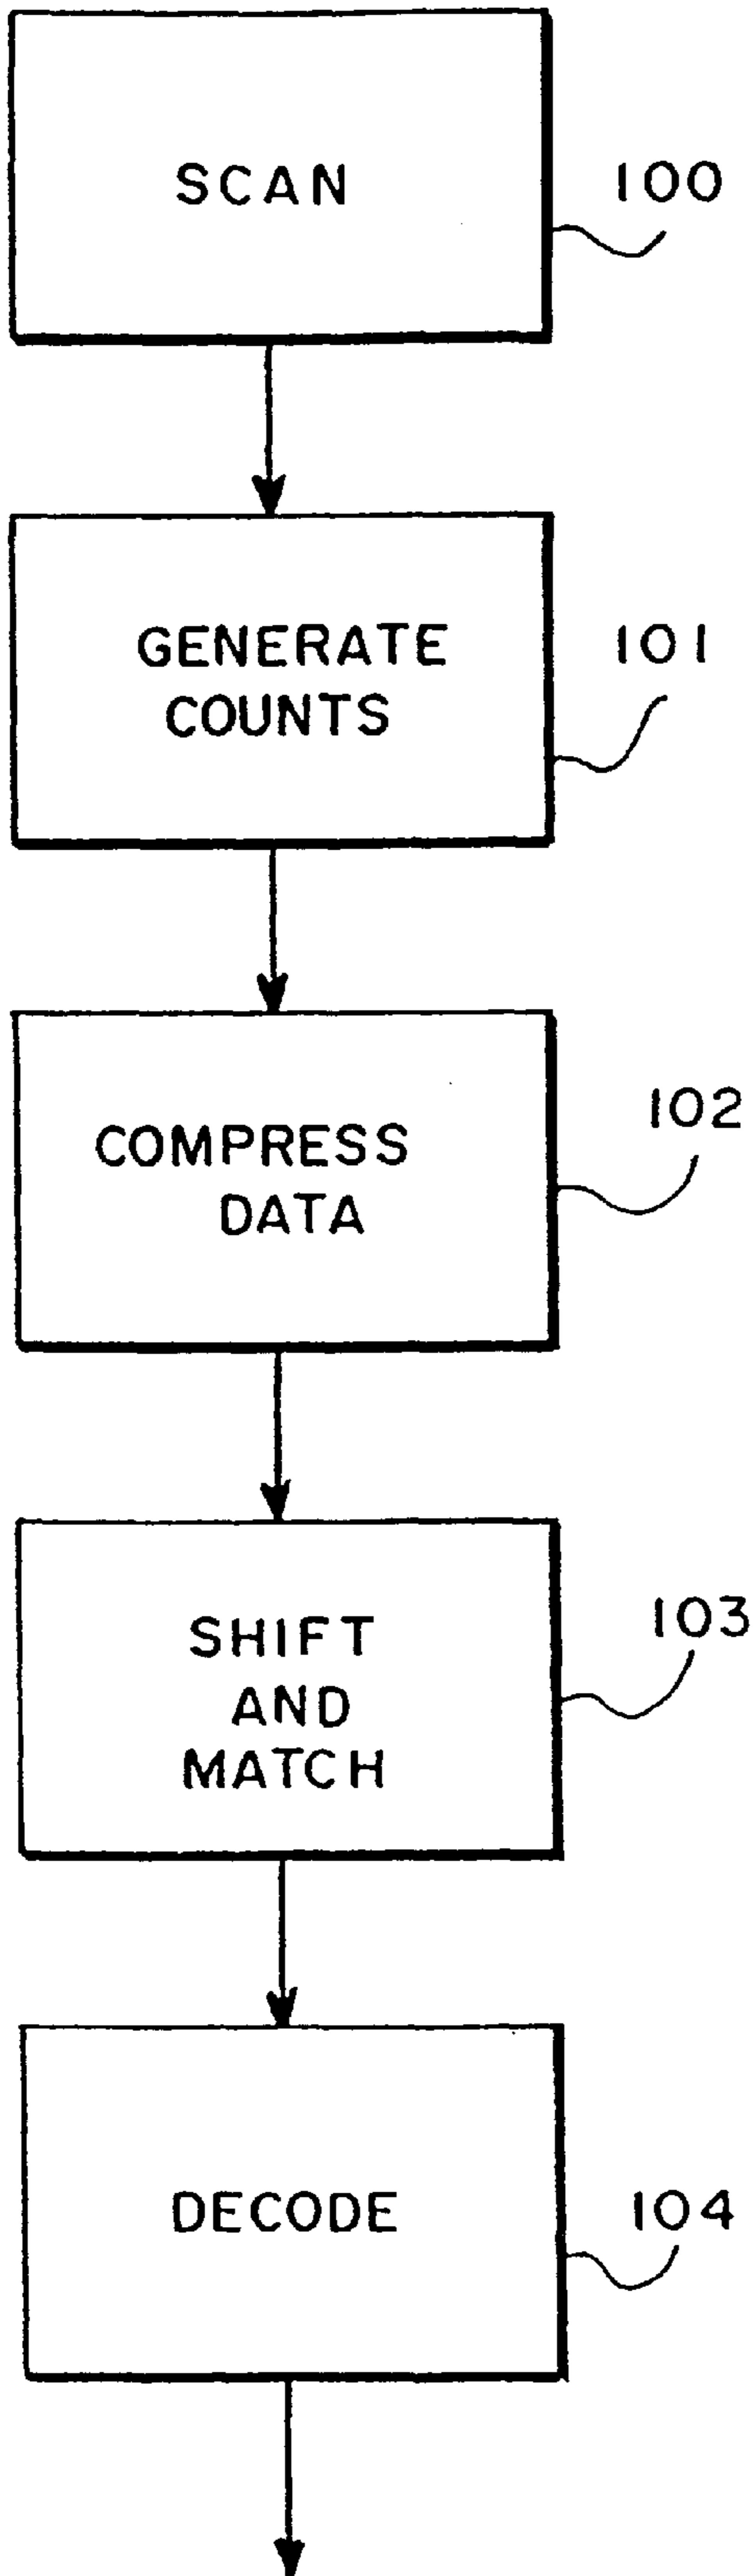 SCAN
100
GENERATE
COUNTS
101
COMPRESS
DATA
102
SHIFT
AND
MATCH
103
DECODE
104